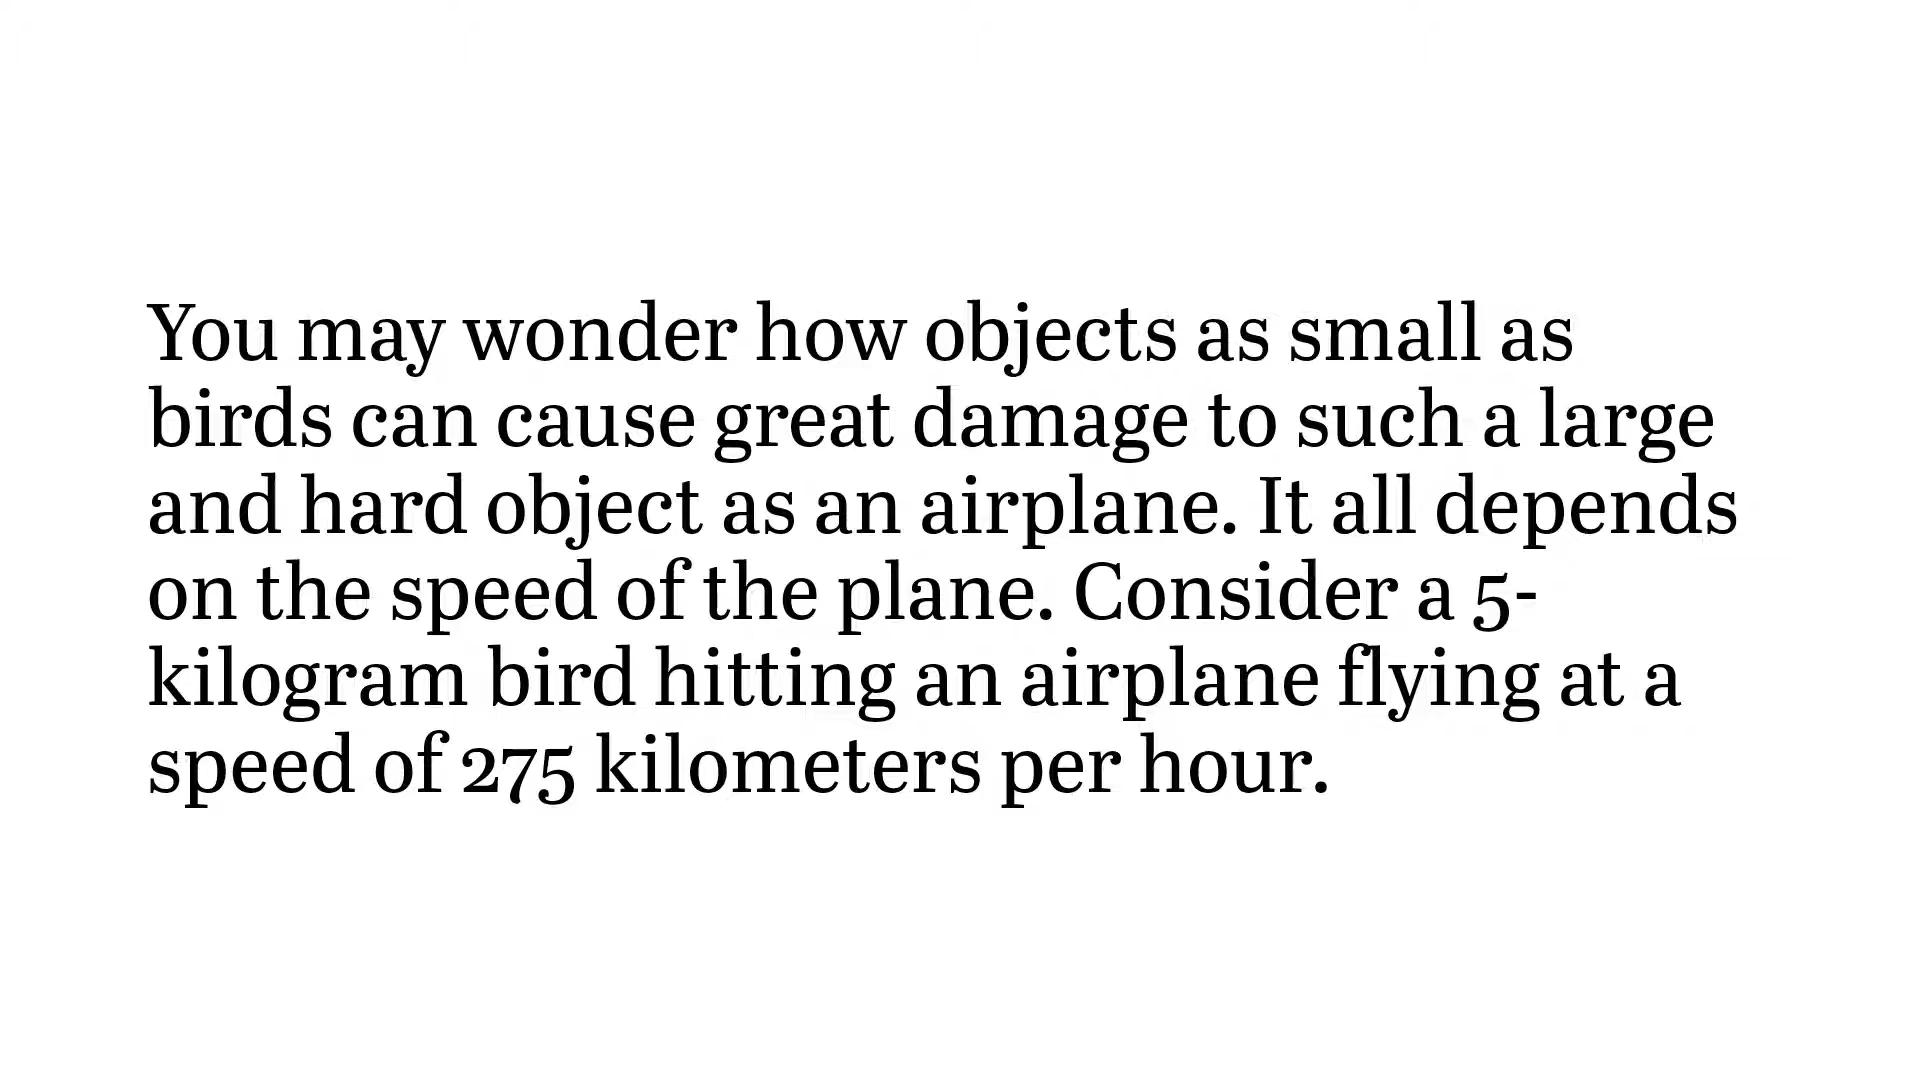 You may wonder how objects as small as
birds can cause great damage to such a large
and hard object as an airplane. It all depends
on the speed of the plane. Consider a 5-
kilogram bird hitting an airplane flying at a
speed of 275 kilometers per hour.